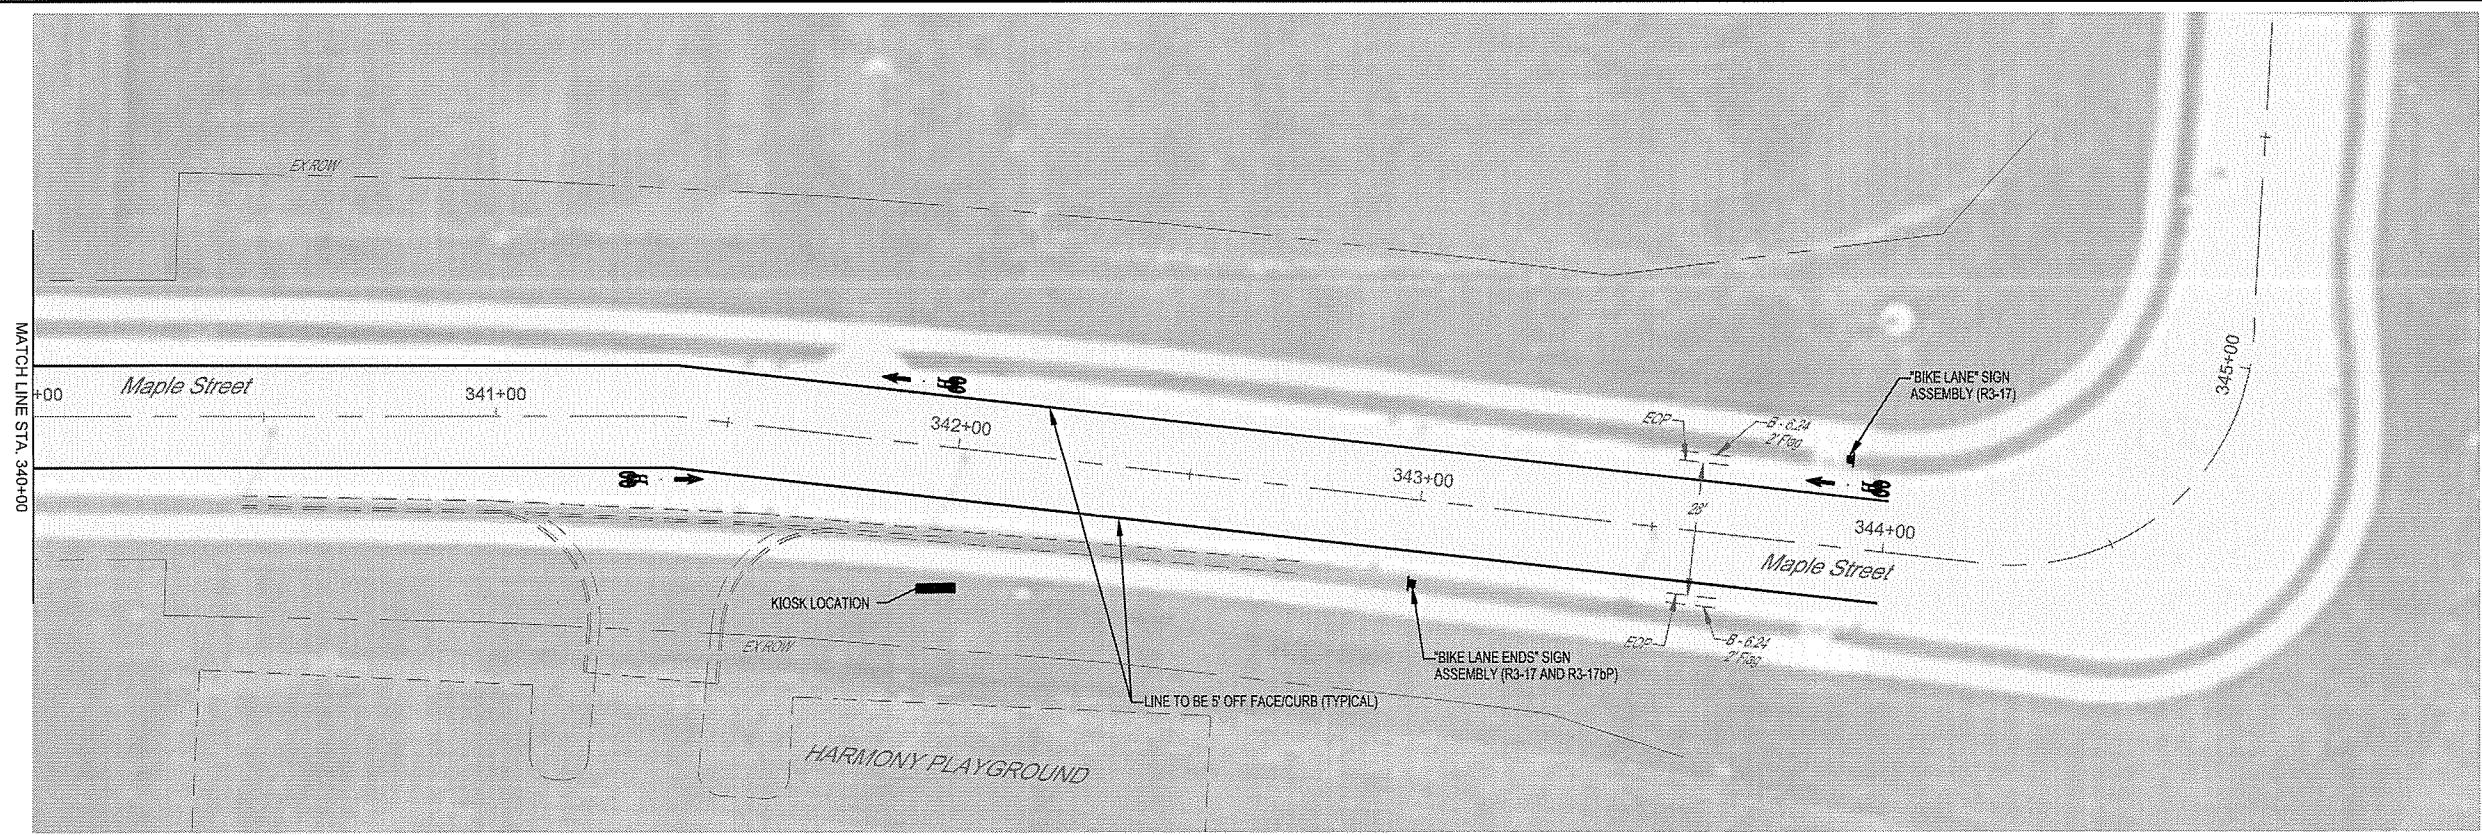 MATCH LINE STA. 340+00
EX ROW
+00
Maple Street
341+00
342+00
343+00
344+00
345+00
"BIKE LANE" SIGN
ASSEMBLY (R3-17)
EOP
B - 6.24
2' Flag
28'
Maple Street
EOP
B - 6.24
2' Flag
KIOSK LOCATION
EX ROW
"BIKE LANE ENDS" SIGN
ASSEMBLY (R3-17 AND R3-17bP)
LINE TO BE 5' OFF FACE/CURB (TYPICAL)
HARMONY PLAYGROUND